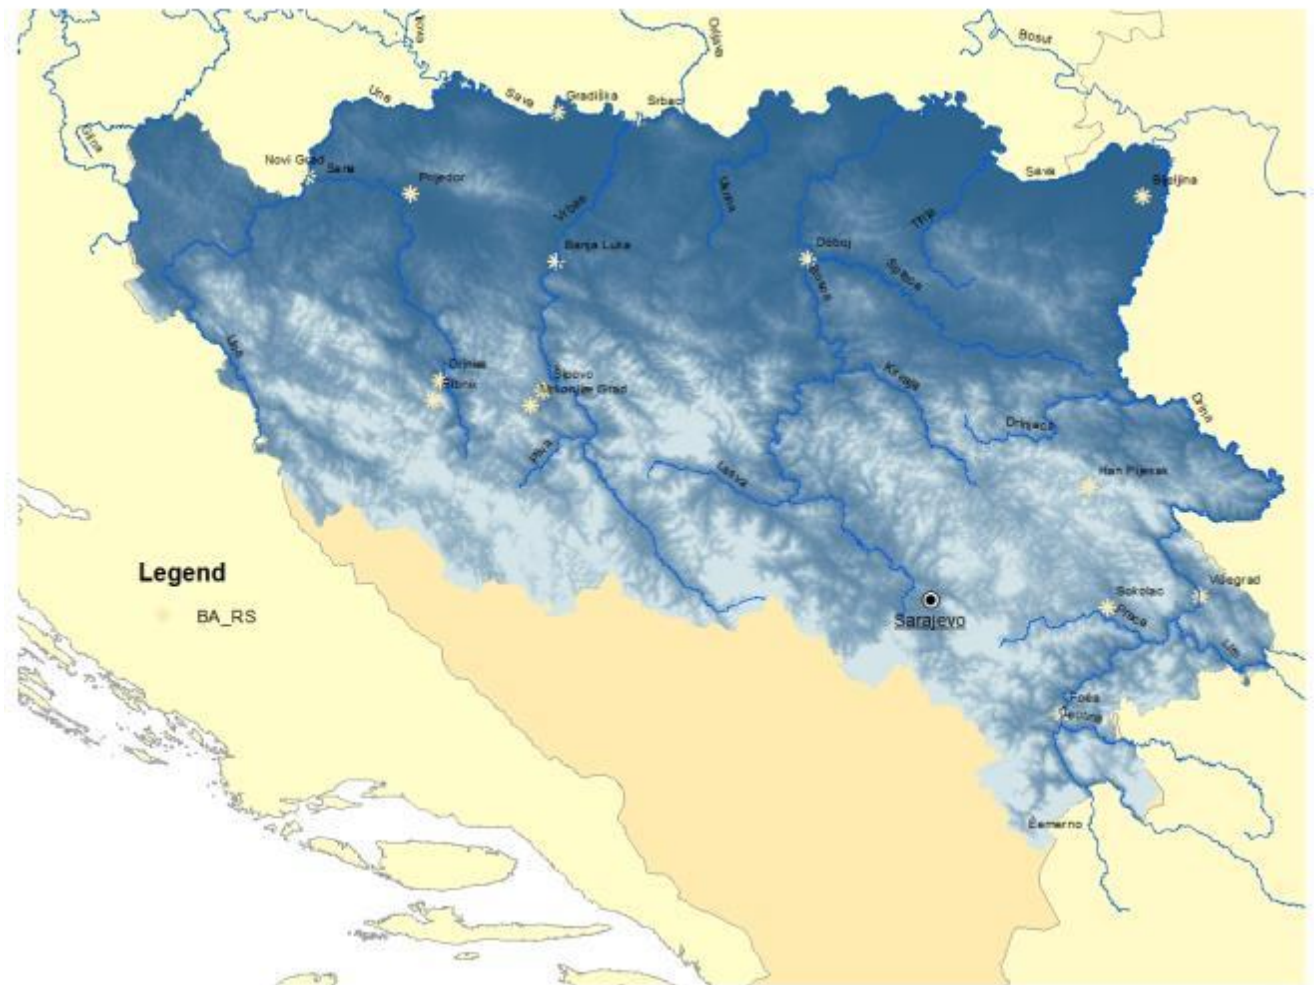 Bosut
Una
Sava
Gradiška
Srbac
Glina
Novi Grad
Sana
Prijedor
Sava
Bijeljina
Vrbas
Ukrina
Tinja
Banja Luka
Doboj
Bosna
Spreča
Una
Drinić
Ribnik
Šipovo
Mrkonjić Grad
Krivaja
Drina
Drinjača
Pliva
Lašva
Han Pijesak
Legend
BA_RS
Sarajevo
Sokolac
Višegrad
Prača
Lim
Foča
Čemerno